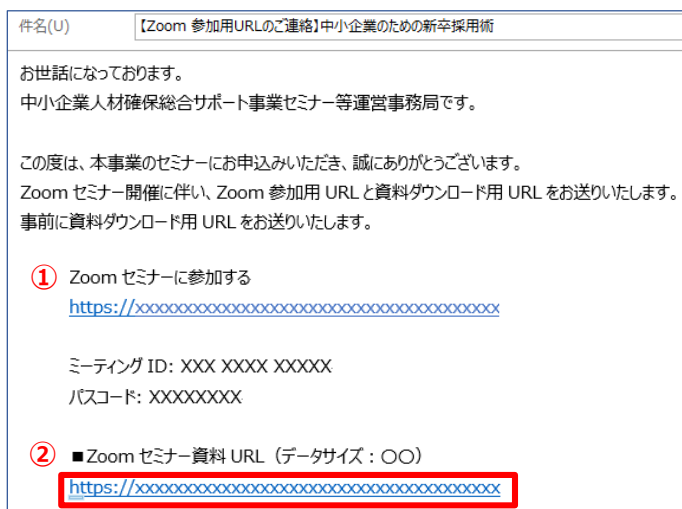 件名(U) 【Zoom 参加用URLのご連絡】中小企業のための新卒採用術
お世話になっております。
中小企業人材確保総合サポート事業セミナー等運営事務局です。
この度は、本事業のセミナーにお申込みいただき、誠にありがとうございます。
Zoom セミナー開催に伴い、Zoom 参加用 URL と資料ダウンロード用 URL をお送りいたします。
事前に資料ダウンロード用 URL をお送りいたします。
① Zoom セミナーに参加する
https://xxxxxxxxxxxxxxxxxxxxxxxxxxxxxxxxxxxxxxx
ミーティング ID: XXX XXXX XXXXX
パスコード: XXXXXXXX
② ■Zoom セミナー資料 URL（データサイズ：〇〇）
https://xxxxxxxxxxxxxxxxxxxxxxxxxxxxxxxxxxxxxxx